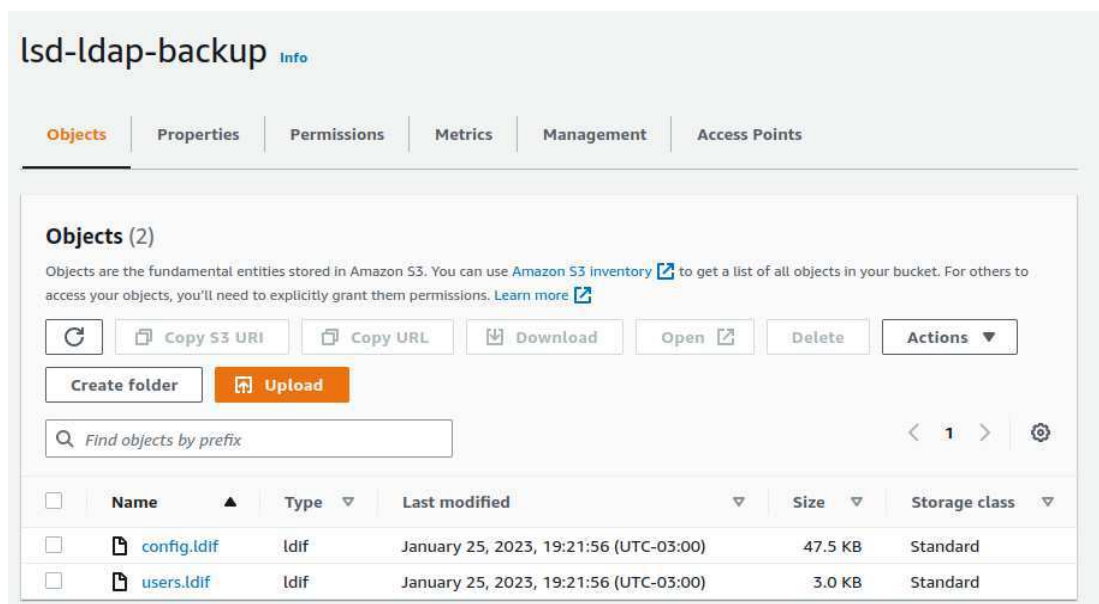 lsd-ldap-backup Info
Objects Properties Permissions Metrics Management Access Points
Objects (2)
Objects are the fundamental entities stored in Amazon S3. You can use Amazon S3 inventory to get a list of all objects in your bucket. For others to
access your objects, you'll need to explicitly grant them permissions. Learn more
Copy S3 URI Copy URL Download Open Delete Actions
Create folder Upload
Find objects by prefix 1
Name Type Last modified Size Storage class
config.ldif ldif January 25, 2023, 19:21:56 (UTC-03:00) 47.5 KB Standard
users.ldif ldif January 25, 2023, 19:21:56 (UTC-03:00) 3.0 KB Standard